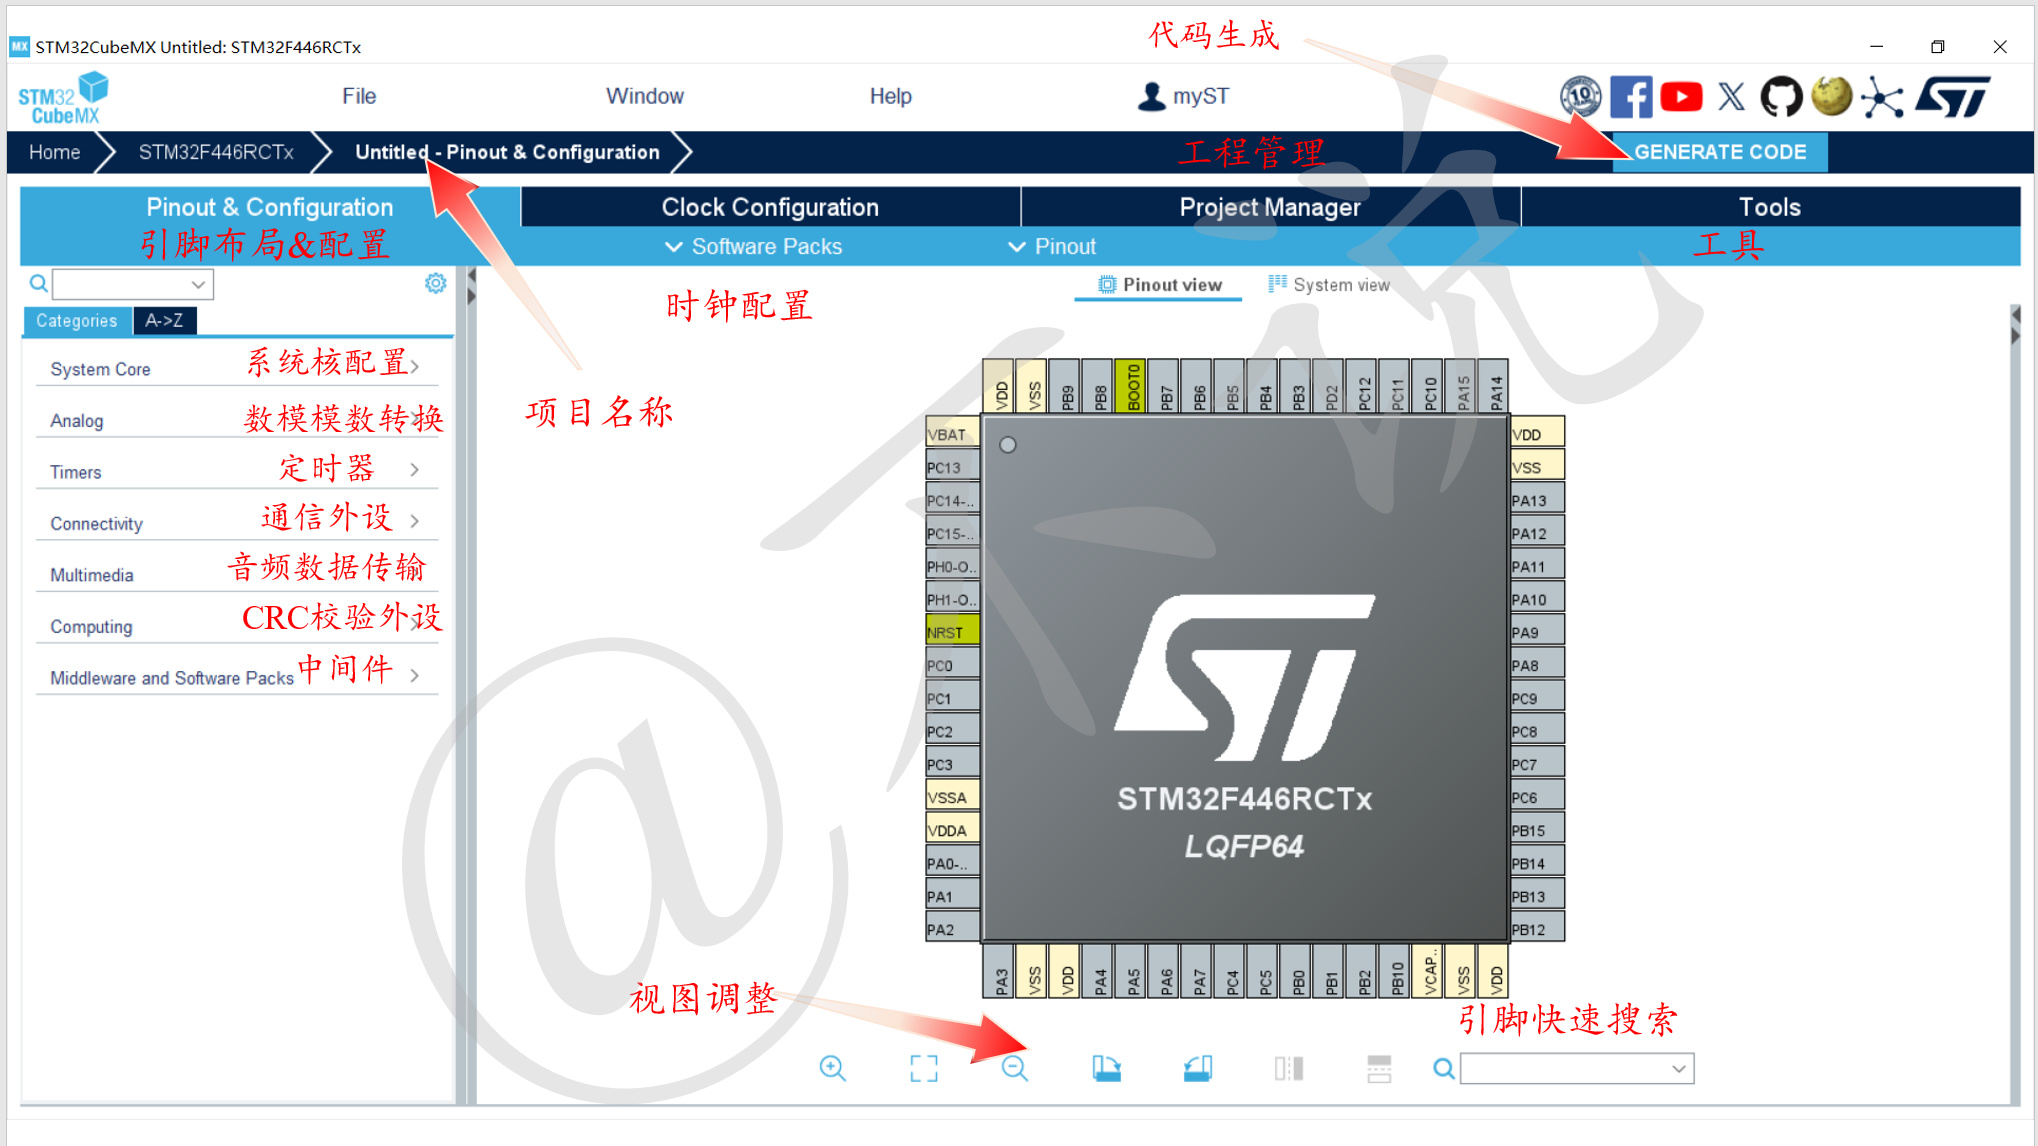 代码生成
MX STM32CubeMX Untitled: STM32F446RCTx
STM32 CubeMX
File Window Help myST
10
ST
Home STM32F446RCTx Untitled - Pinout & Configuration 工程管理 GENERATE CODE
Pinout & Configuration Clock Configuration Project Manager Tools
引脚布局&配置 Software Packs Pinout 工具
Pinout view System view
时钟配置
Categories A->Z
System Core 系统核配置
Analog 数模模数转换
Timers 定时器
Connectivity 通信外设
Multimedia 音频数据传输
Computing CRC校验外设
Middleware and Software Packs 中间件
项目名称
VDD VSS PB9 PB8 BOOT0 PB7 PB6 PB5 PB4 PB3 PD2 PC12 PC11 PC10 PA15 PA14
VBAT
PC13
PC14-..
PC15-..
PH0-O..
PH1-O..
NRST
PC0
PC1
PC2
PC3
VSSA
VDDA
PA0-..
PA1
PA2
ST
STM32F446RCTx
LQFP64
VDD
VSS
PA13
PA12
PA11
PA10
PA9
PA8
PC9
PC8
PC7
PC6
PB15
PB14
PB13
PB12
PA3 VSS VDD PA4 PA5 PA6 PA7 PC4 PC5 PB0 PB1 PB2 PB10 VCAP.. VSS VDD
视图调整
引脚快速搜索
@不说